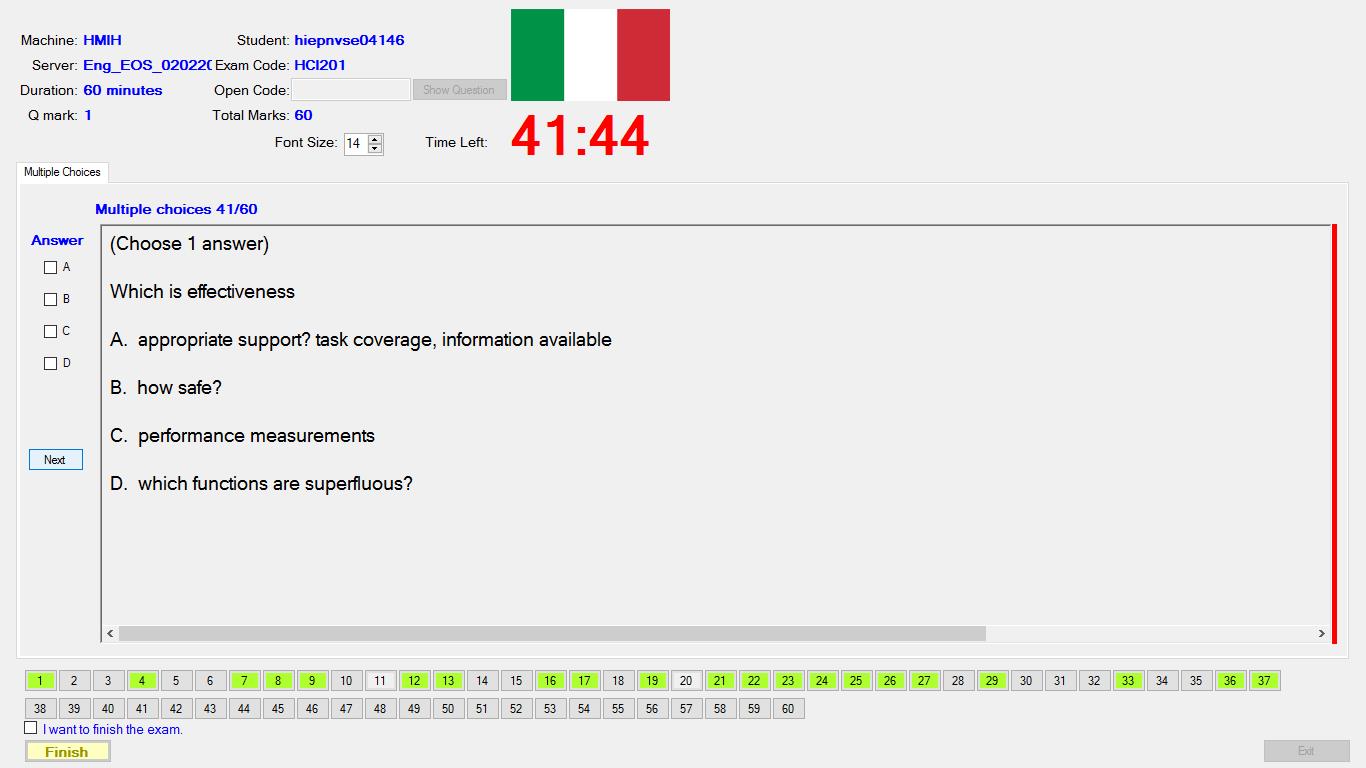 Machine: HMIH Student: hiepnvse04146
Server: Eng_EOS_020220 Exam Code: HCI201
Duration: 60 minutes Open Code: Show Question
Q mark: 1 Total Marks: 60
Font Size: 14 Time Left: 41:44
Multiple Choices
Multiple choices 41/60
Answer
A
B
C
D
Next
(Choose 1 answer)
Which is effectiveness
A. appropriate support? task coverage, information available
B. how safe?
C. performance measurements
D. which functions are superfluous?
1 2 3 4 5 6 7 8 9 10 11 12 13 14 15 16 17 18 19 20 21 22 23 24 25 26 27 28 29 30 31 32 33 34 35 36 37
38 39 40 41 42 43 44 45 46 47 48 49 50 51 52 53 54 55 56 57 58 59 60
I want to finish the exam.
Finish Exit